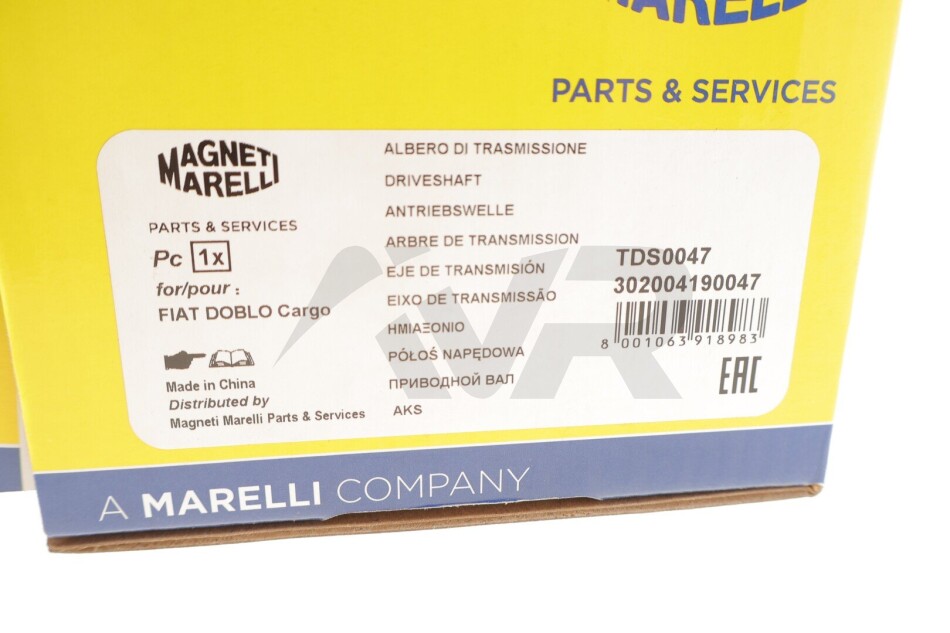 MARELLI
PARTS & SERVICES
MAGNETI
MARELLI
PARTS & SERVICES
Pc 1x
for/pour :
FIAT DOBLO Cargo
Made in China
Distributed by
Magneti Marelli Parts & Services
ALBERO DI TRASMISSIONE
DRIVESHAFT
ANTRIEBSWELLE
ARBRE DE TRANSMISSION
EJE DE TRANSMISIÓN
EIXO DE TRANSMISSÃO
ΗΜΙΑΞΟΝΙΟ
PÓŁOŚ NAPĘDOWA
ПРИВОДНОЙ ВАЛ
AKS
TDS0047
302004190047
8 001063 918983
EAC
VR
A MARELLI COMPANY